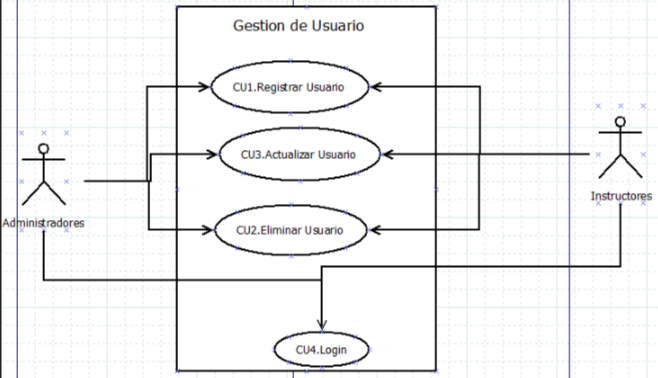 Gestion de Usuario
CU1.Registrar Usuario
CU3.Actualizar Usuario
Instructores
Administradores
CU2.Eliminar Usuario
CU4.Login